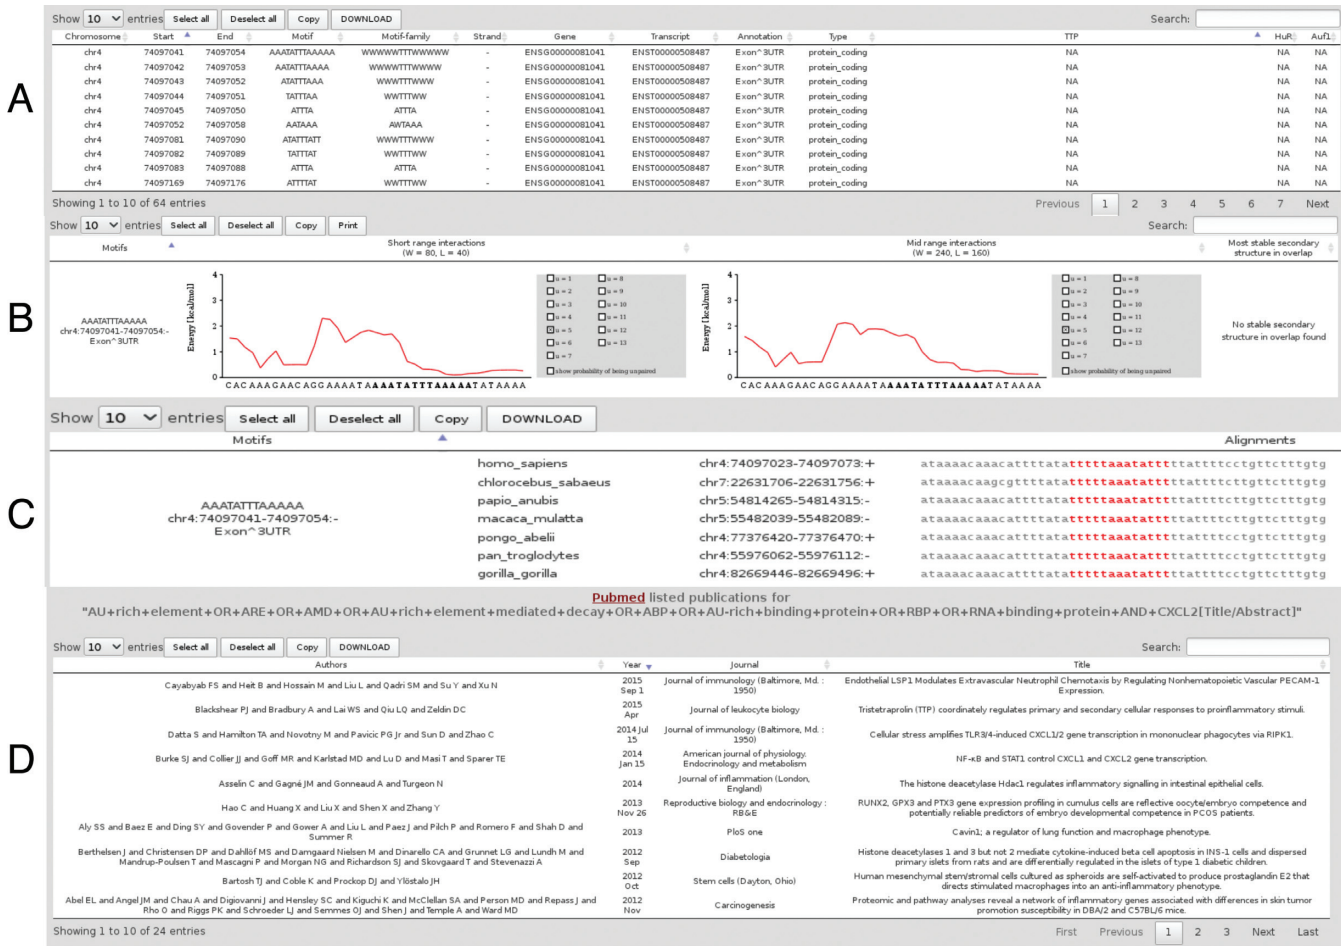 A
Show 10 entries Select all Deselect all Copy DOWNLOAD Search:
Chromosome Start End Motif Motif-family Strand Gene Transcript Annotation Type TTP HuR Auf1
chr4 74097041 74097054 AAATATTTAAAAA WWWWWTTTWWWWW - ENSG00000081041 ENST00000508487 Exon^3UTR protein_coding NA NA NA
chr4 74097042 74097053 AATATTTAAAA WWWWTTTWWWW - ENSG00000081041 ENST00000508487 Exon^3UTR protein_coding NA NA NA
chr4 74097043 74097052 ATATTTAAA WWWTTTWWW - ENSG00000081041 ENST00000508487 Exon^3UTR protein_coding NA NA NA
chr4 74097044 74097051 TATTTAA WWTTTWW - ENSG00000081041 ENST00000508487 Exon^3UTR protein_coding NA NA NA
chr4 74097045 74097050 ATTTA ATTTA - ENSG00000081041 ENST00000508487 Exon^3UTR protein_coding NA NA NA
chr4 74097052 74097058 AATAAA AWTAAA - ENSG00000081041 ENST00000508487 Exon^3UTR protein_coding NA NA NA
chr4 74097081 74097090 ATATTTATT WWWTTTWWW - ENSG00000081041 ENST00000508487 Exon^3UTR protein_coding NA NA NA
chr4 74097082 74097089 TATTTAT WWTTTWW - ENSG00000081041 ENST00000508487 Exon^3UTR protein_coding NA NA NA
chr4 74097083 74097088 ATTTA ATTTA - ENSG00000081041 ENST00000508487 Exon^3UTR protein_coding NA NA NA
chr4 74097169 74097176 ATTTTAT WWTTTWW - ENSG00000081041 ENST00000508487 Exon^3UTR protein_coding NA NA NA
Showing 1 to 10 of 64 entries Previous 1 2 3 4 5 6 7 Next
B
Show 10 entries Select all Deselect all Copy Print Search:
Motifs Short range interactions (W = 80, L = 40) Mid range interactions (W = 240, L = 160) Most stable secondary structure in overlap
AAATATTTAAAAA
chr4:74097041-74097054:-
Exon^3UTR
Energy [kcal/mol]
4
3
2
1
0
CACAAAGAACAGGAAAATAAAATATTTAAAAATATAAAA
u = 1 u = 8
u = 2 u = 9
u = 3 u = 10
u = 4 u = 11
u = 5 u = 12
u = 6 u = 13
u = 7
show probability of being unpaired
Energy [kcal/mol]
4
3
2
1
0
CACAAAGAACAGGAAAATAAAATATTTAAAAATATAAAA
u = 1 u = 8
u = 2 u = 9
u = 3 u = 10
u = 4 u = 11
u = 5 u = 12
u = 6 u = 13
u = 7
show probability of being unpaired
No stable secondary
structure in overlap found
C
Show 10 entries Select all Deselect all Copy DOWNLOAD
Motifs Alignments
AAATATTTAAAAA
chr4:74097041-74097054:-
Exon^3UTR
homo_sapiens chr4:74097023-74097073:+ ataaaacaaacattttatatttttaaatatttttattttcctgttctttgtg
chlorocebus_sabaeus chr7:22631706-22631756:+ ataaaacaagcgttttatatttttaaatatttttattttcctgttctttgtg
papio_anubis chr5:54814265-54814315:- ataaaacaaacattttatatttttaaatatttttattttcctgttctttgtg
macaca_mulatta chr5:55482039-55482089:- ataaaacaaacattttatatttttaaatatttttattttcctgttctttgtg
pongo_abelii chr4:77376420-77376470:+ ataaaacaaacattttatatttttaaatatttttattttcctgttctttgtg
pan_troglodytes chr4:55976062-55976112:- ataaaacaaacattttatatttttaaatatttttattttcctgttctttgtg
gorilla_gorilla chr4:82669446-82669496:+ ataaaacaaacattttatatttttaaatatttttattttcctgttctttgtg
D
Pubmed listed publications for
"AU+rich+element+OR+ARE+OR+AMD+OR+AU+rich+element+mediated+decay+OR+ABP+OR+AU-rich+binding+protein+OR+RBP+OR+RNA+binding+protein+AND+CXCL2[Title/Abstract]"
Show 10 entries Select all Deselect all Copy DOWNLOAD Search:
Authors Year Journal Title
Cayabyab FS and Heit B and Hossain M and Liu L and Qadri SM and Su Y and Xu N 2015 Sep 1 Journal of immunology (Baltimore, Md. : 1950) Endothelial LSP1 Modulates Extravascular Neutrophil Chemotaxis by Regulating Nonhematopoietic Vascular PECAM-1 Expression.
Blackshear PJ and Bradbury A and Lai WS and Qiu LQ and Zeldin DC 2015 Apr Journal of leukocyte biology Tristetraprolin (TTP) coordinately regulates primary and secondary cellular responses to proinflammatory stimuli.
Datta S and Hamilton TA and Novotny M and Pavicic PG Jr and Sun D and Zhao C 2014 Jul 15 Journal of immunology (Baltimore, Md. : 1950) Cellular stress amplifies TLR3/4-induced CXCL1/2 gene transcription in mononuclear phagocytes via RIPK1.
Burke SJ and Collier JJ and Goff MR and Karlstad MD and Lu D and Masi T and Sparer TE 2014 Jan 15 American journal of physiology. Endocrinology and metabolism NF-κB and STAT1 control CXCL1 and CXCL2 gene transcription.
Asselin C and Gagné JM and Gonneaud A and Turgeon N 2014 Journal of inflammation (London, England) The histone deacetylase Hdac1 regulates inflammatory signalling in intestinal epithelial cells.
Hao C and Huang X and Liu X and Shen X and Zhang Y 2013 Nov 26 Reproductive biology and endocrinology : RB&E RUNX2, GPX3 and PTX3 gene expression profiling in cumulus cells are reflective oocyte/embryo competence and potentially reliable predictors of embryo developmental competence in PCOS patients.
Aly SS and Baez E and Ding SY and Govender P and Gower A and Liu L and Paez J and Pilch P and Romero F and Shah D and Summer R 2013 PloS one Cavin1; a regulator of lung function and macrophage phenotype.
Berthelsen J and Christensen DP and Dahllöf MS and Damgaard Nielsen M and Dinarello CA and Grunnet LG and Lundh M and Mandrup-Poulsen T and Mascagni P and Morgan NG and Richardson SJ and Skovgaard T and Stevenazzi A 2012 Sep Diabetologia Histone deacetylases 1 and 3 but not 2 mediate cytokine-induced beta cell apoptosis in INS-1 cells and dispersed primary islets from rats and are differentially regulated in the islets of type 1 diabetic children.
Bartosh TJ and Coble K and Prockop DJ and Ylöstalo JH 2012 Oct Stem cells (Dayton, Ohio) Human mesenchymal stem/stromal cells cultured as spheroids are self-activated to produce prostaglandin E2 that directs stimulated macrophages into an anti-inflammatory phenotype.
Abel EL and Angel JM and Chau A and Digiovanni J and Hensley SC and Kiguchi K and McClellan SA and Person MD and Repass J and Rho O and Riggs PK and Schroeder LJ and Semmes OJ and Shen J and Temple A and Ward MD 2012 Nov Carcinogenesis Proteomic and pathway analyses reveal a network of inflammatory genes associated with differences in skin tumor promotion susceptibility in DBA/2 and C57BL/6 mice.
Showing 1 to 10 of 24 entries First Previous 1 2 3 Next Last